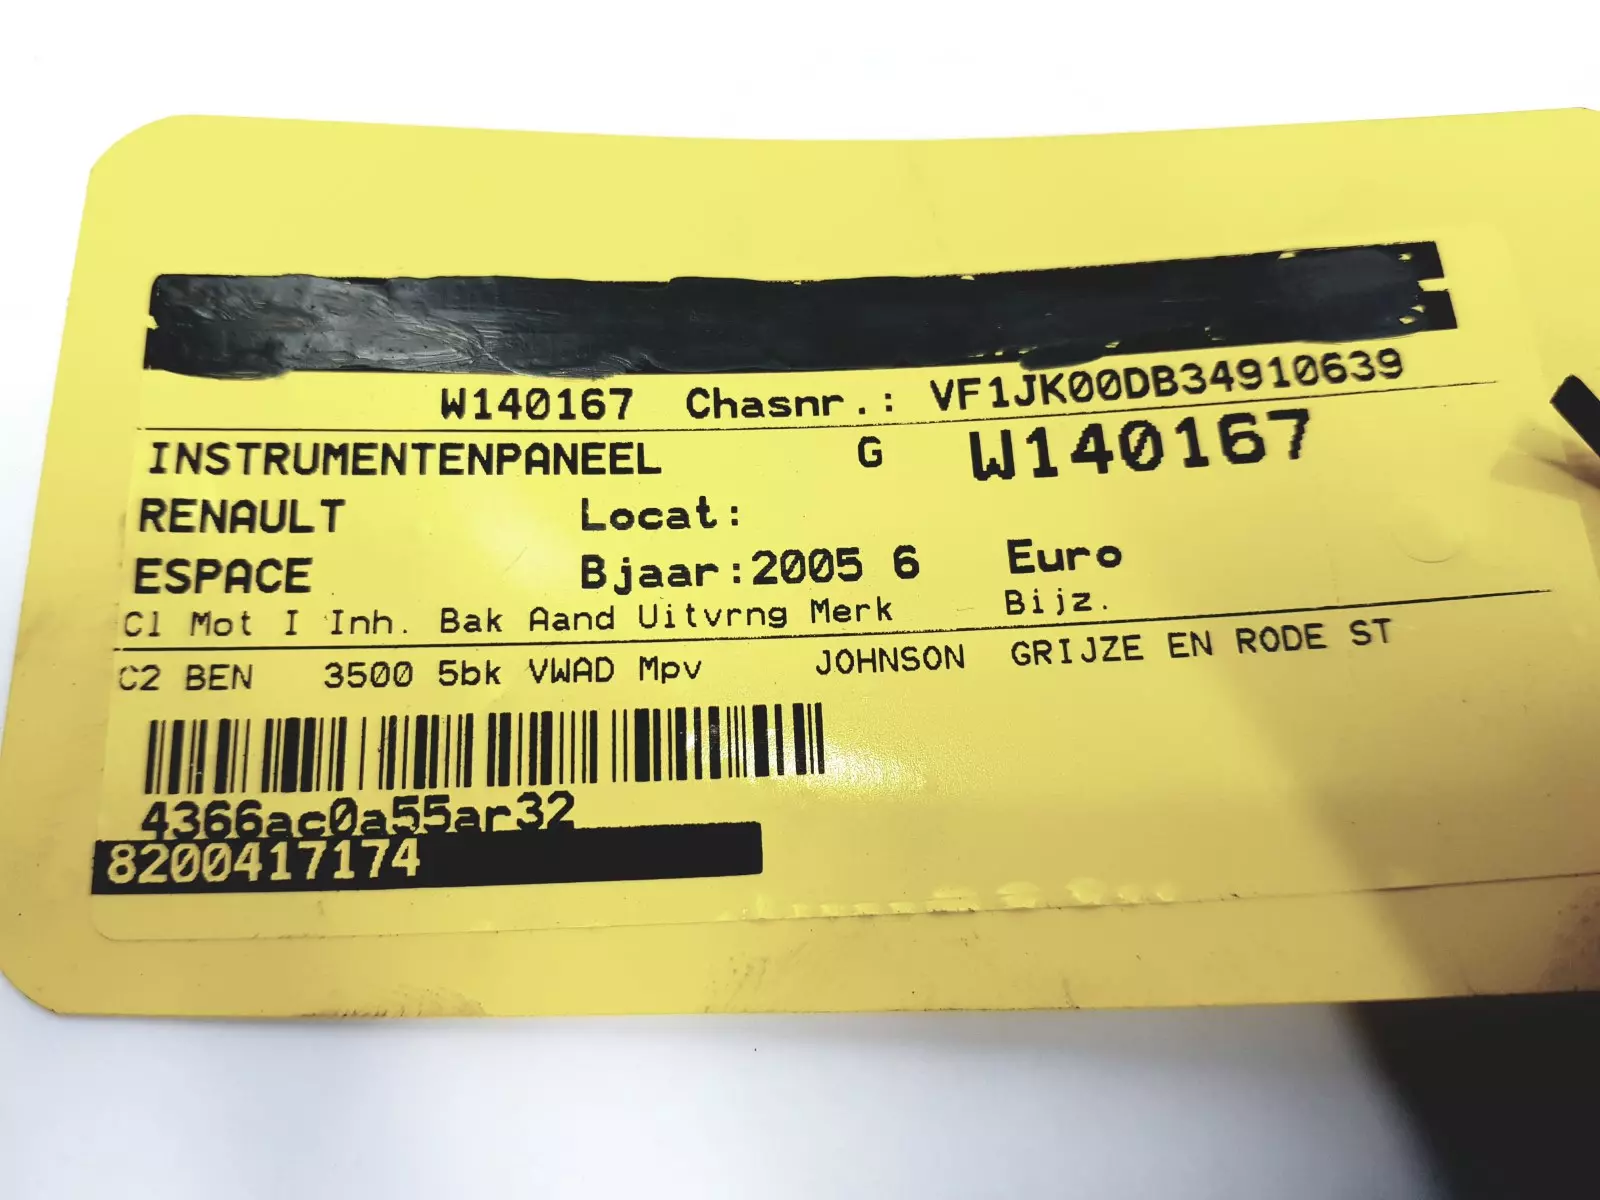 W140167 Chasnr.: VF1JK00DB34910639
INSTRUMENTENPANEEL G W140167
RENAULT Locat:
ESPACE Bjaar:2005 6 Euro
Cl Mot I Inh. Bak Aand Uitvrng Merk Bijz.
C2 BEN 3500 5bk VWAD Mpv JOHNSON GRIJZE EN RODE ST
4366ac0a55ar32
8200417174